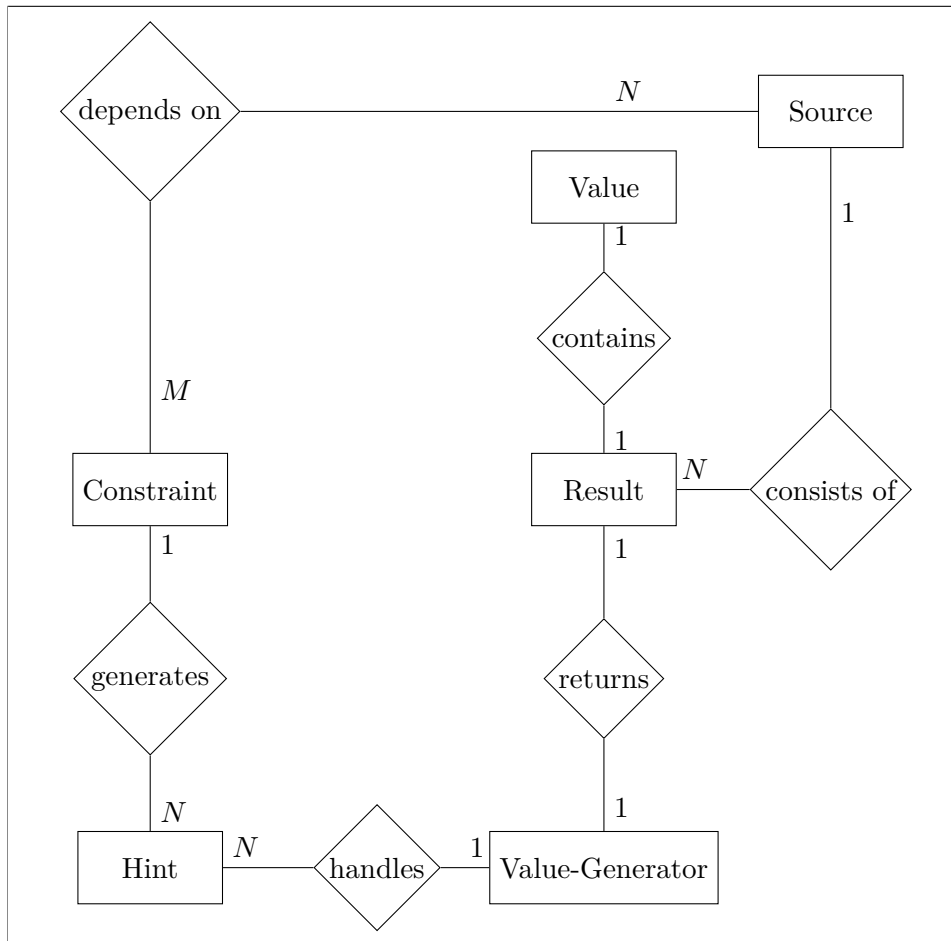 depends on
N
Source
Value
1
1
contains
M
1
Constraint
Result
N
consists of
1
1
generates
returns
N
1
Hint
N
handles
1
Value-Generator